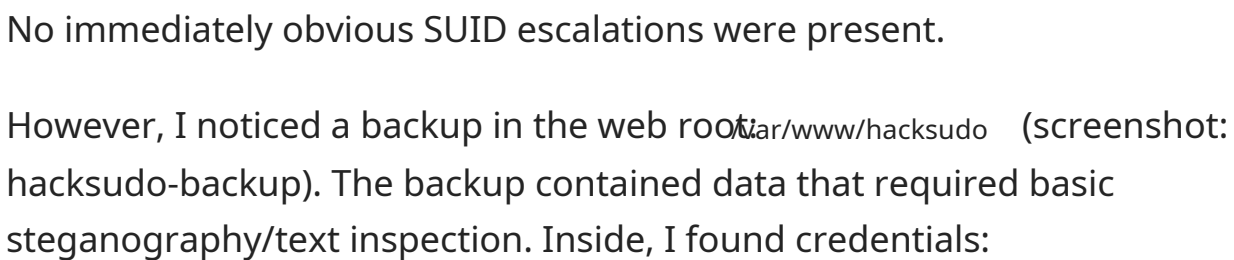 No immediately obvious SUID escalations were present.
However, I noticed a backup in the web root: /var/www/hacksudo (screenshot:
hacksudo-backup). The backup contained data that required basic
steganography/text inspection. Inside, I found credentials: